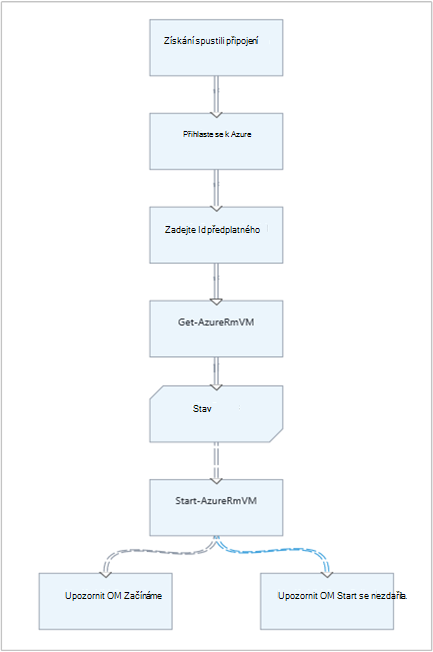 Získání spustili připojení
Přihlaste se k Azure
Zadejte Id předplatného
Get-AzureRmVM
Stav
Start-AzureRmVM
Upozornit OM Začínáme
Upozornit OM Start se nezdařila.